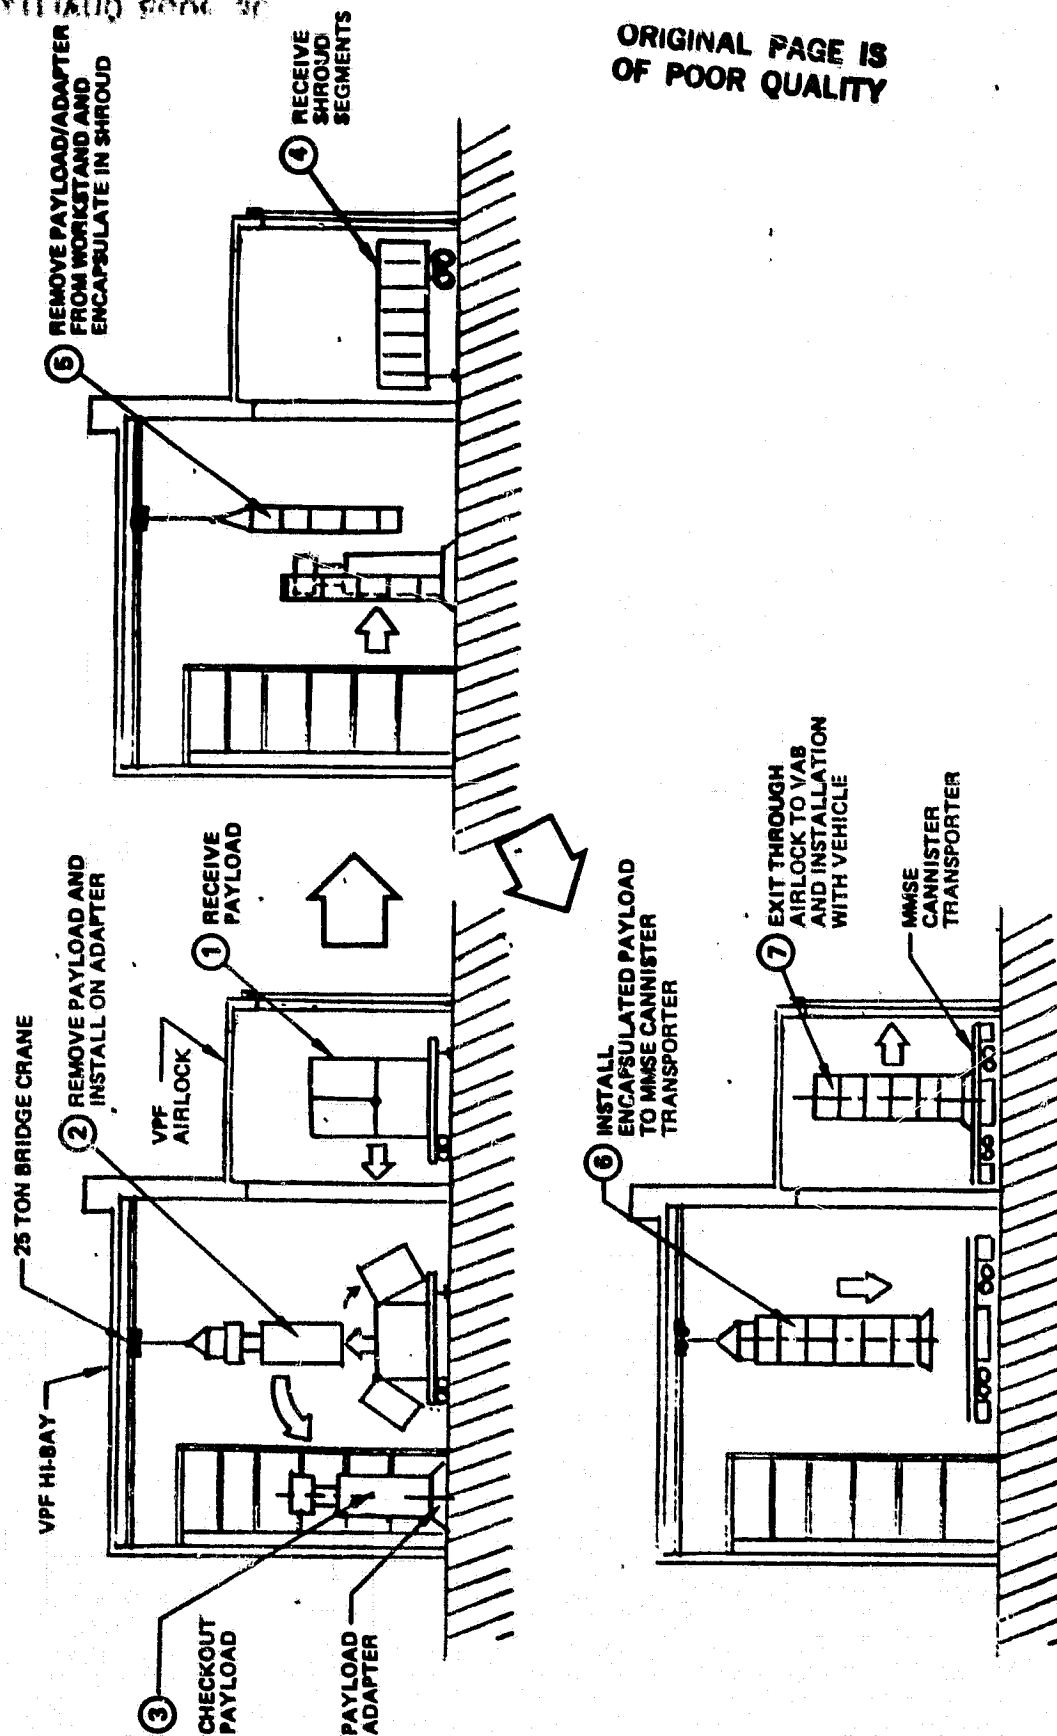 ORIGINAL PAGE IS
OF POOR QUALITY
VPF HI-BAY
25 TON BRIDGE CRANE
2 REMOVE PAYLOAD AND
INSTALL ON ADAPTER
VPF
AIRLOCK
1 RECEIVE
PAYLOAD
3
CHECKOUT
PAYLOAD
PAYLOAD
ADAPTER
5 REMOVE PAYLOAD/ADAPTER
FROM WORKSTAND AND
ENCAPSULATE IN SHROUD
4 RECEIVE
SHROUD
SEGMENTS
6 INSTALL
ENCAPSULATED PAYLOAD
TO MMSE CANNISTER
TRANSPORTER
7 EXIT THROUGH
AIRLOCK TO VAB
AND INSTALLATION
WITH VEHICLE
MMSE
CANNISTER
TRANSPORTER